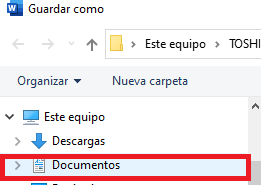 Guardar como
Este equipo > TOSHI
Organizar Nueva carpeta
Este equipo
Descargas
Documentos